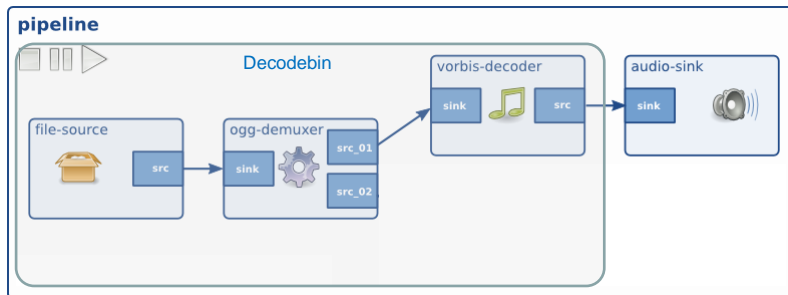 pipeline
Decodebin
vorbis-decoder
audio-sink
sink
src
sink
file-source
ogg-demuxer
src_01
src
sink
src_02